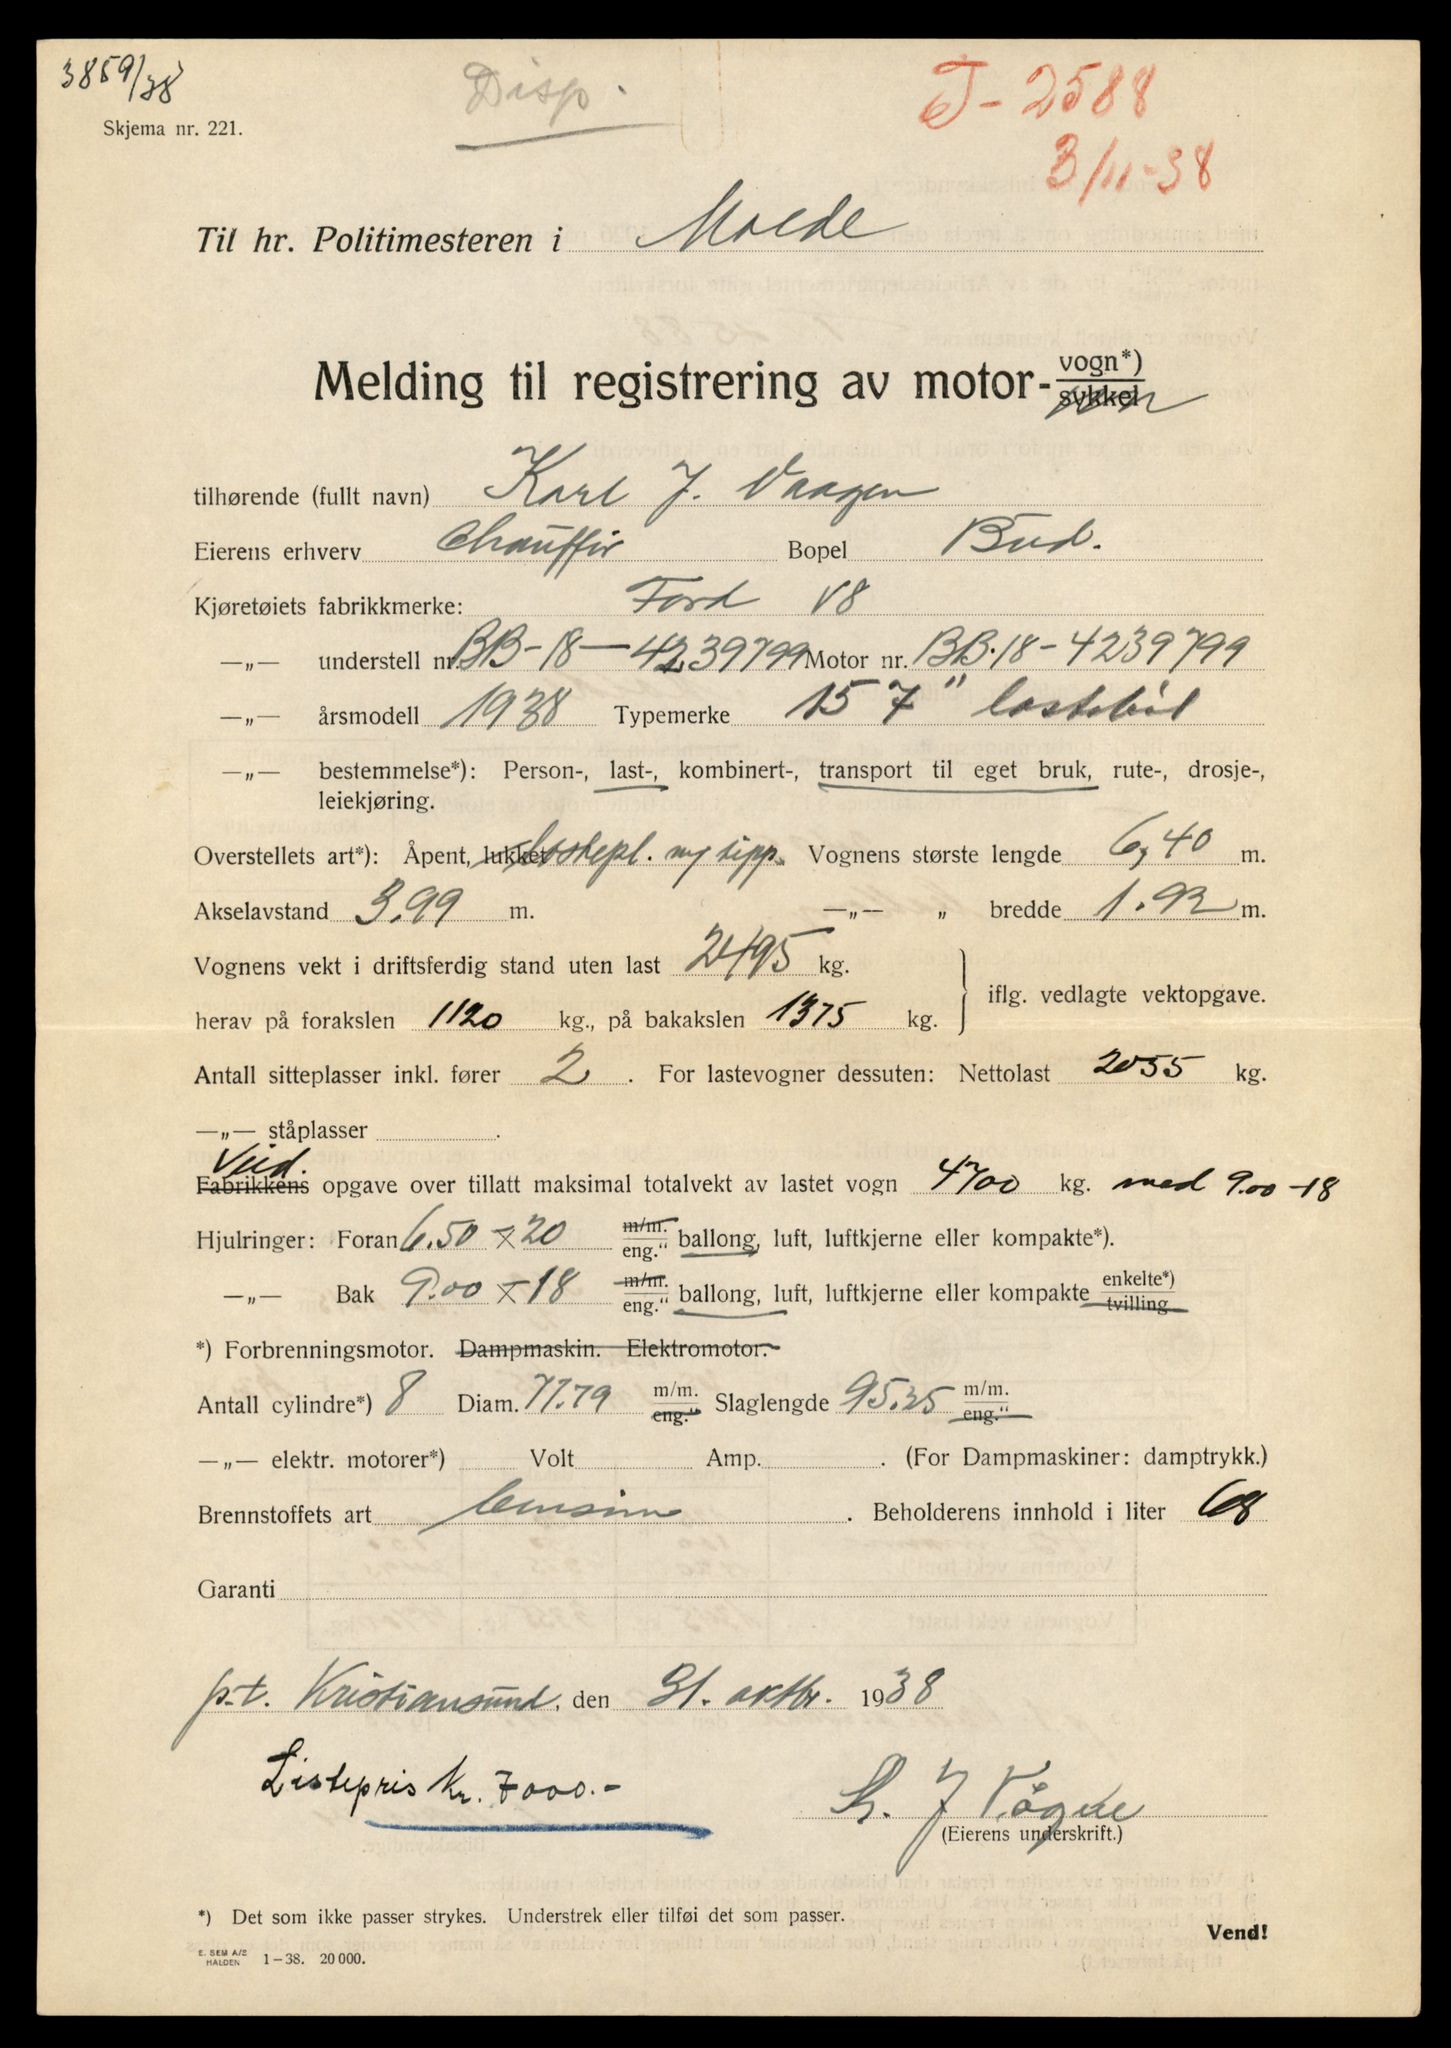 3859/38
Disp.
T-2588
3/11-38
Skjema nr. 221.
Til hr. Politimesteren i Molde
Melding til registrering av motor-vogn*)
sykkel
tilhørende (fullt navn) Karl J. Vaagen
Eierens erhverv Chauffør Bopel Bud.
Kjøretøiets fabrikkmerke: Ford V8
—„— understell nr. BB-18-4239799 Motor nr. BB.18-4239799
—„— årsmodell 1938 Typemerke 157" lastebil
—„— bestemmelse*): Person-, last-, kombinert-, transport til eget bruk, rute-, drosje-,
leiekjøring.
Overstellets art*): Åpent, lukket lastepl. m/ tipp. Vognens største lengde 6,40 m.
Akselavstand 3.99 m. —„— „ bredde 1.92 m.
Vognens vekt i driftsferdig stand uten last 2495 kg.
iflg. vedlagte vektopgave.
herav på forakslen 1120 kg., på bakakslen 1375 kg.
Antall sitteplasser inkl. fører 2. For lastevogner dessuten: Nettolast 2055 kg.
—„— ståplasser .
Veid.
Fabrikkens opgave over tillatt maksimal totalvekt av lastet vogn 4700 kg. med 9.00-18
Hjulringer: Foran 6.50 x 20 m/m. eng.“ ballong, luft, luftkjerne eller kompakte*).
—„— Bak 9.00 x 18 m/m. eng.“ ballong, luft, luftkjerne eller kompakte enkelte*) tvilling
*) Forbrenningsmotor. Dampmaskin. Elektromotor.
Antall cylindre*) 8 Diam. 77.79 m/m. eng.“ Slaglengde 95.25 m/m. eng.“
—„— elektr. motorer*) Volt Amp. . (For Dampmaskiner: damptrykk.)
Brennstoffets art bensin . Beholderens innhold i liter 68
Garanti
p.t. Kristiansund, den 31. oktbr. 1938
Listepris kr. 7000.-
K. J Vågen
(Eierens underskrift.)
*) Det som ikke passer strykes. Understrek eller tilføi det som passer.
Vend!
E. SEM A/S
HALDEN 1-38. 20 000.